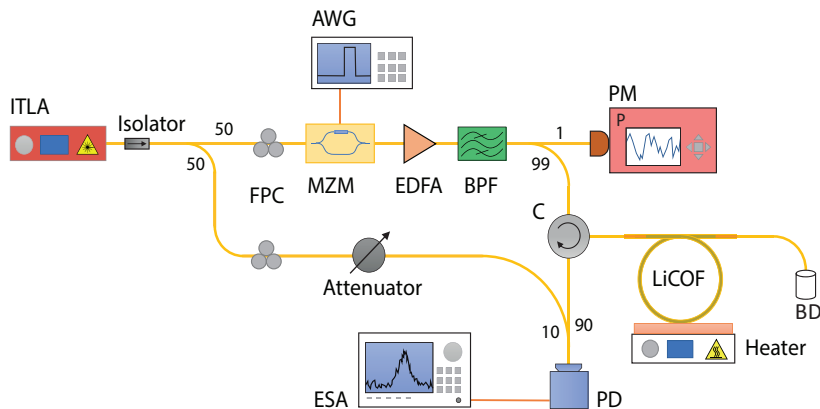 AWG
ITLA
Isolator
50
50
FPC
MZM
EDFA
BPF
1
99
PM
P
C
LiCOF
BD
Attenuator
10
90
Heater
ESA
PD